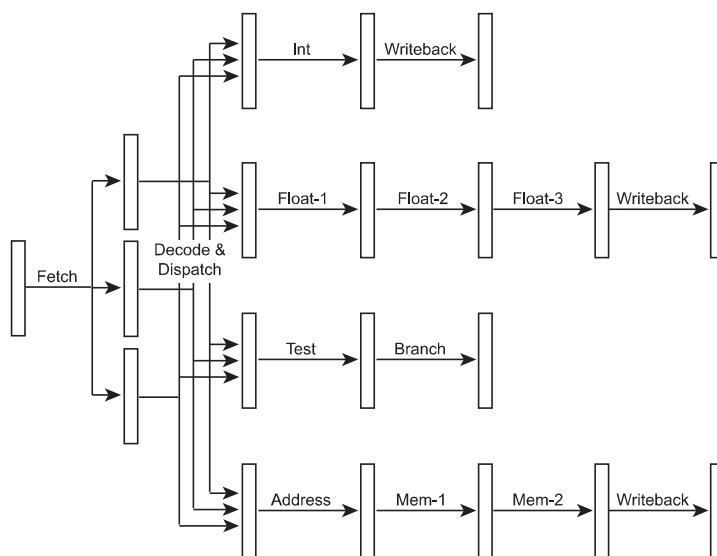 Int
Writeback
Float-1
Float-2
Float-3
Writeback
Decode &
Dispatch
Fetch
Test
Branch
Address
Mem-1
Mem-2
Writeback